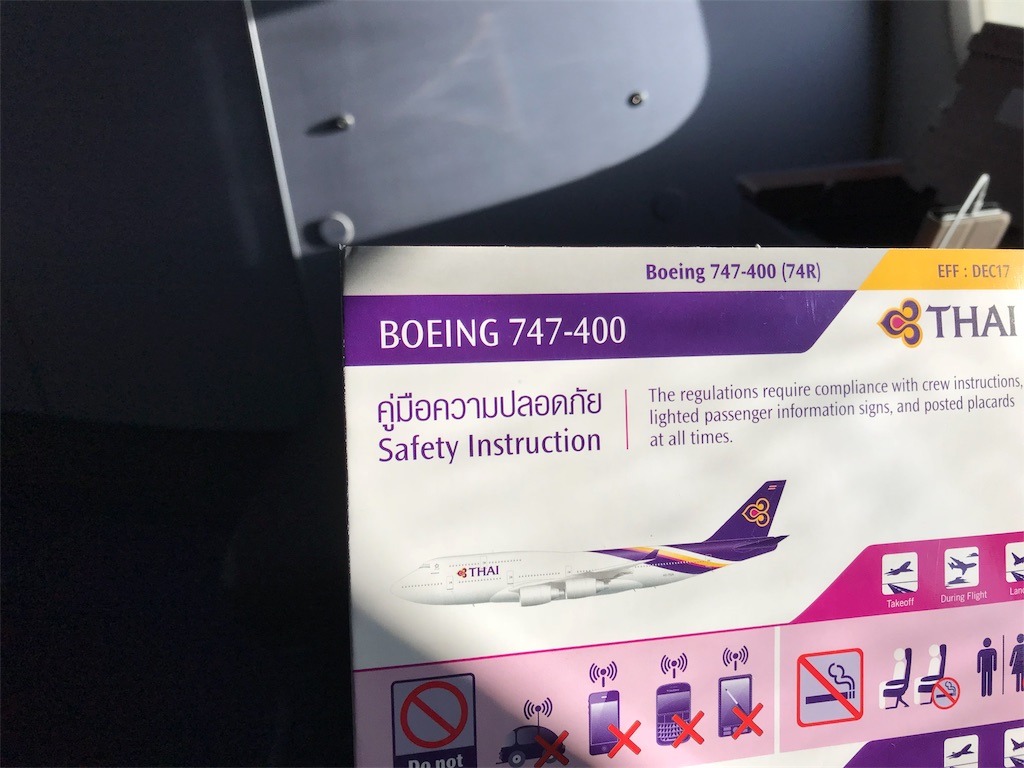 Boeing 747-400 (74R)
EFF : DEC17
BOEING 747-400
THAI
คู่มือความปลอดภัย
Safety Instruction
The regulations require compliance with crew instructions,
lighted passenger information signs, and posted placards
at all times.
THAI
Takeoff
During Flight
Lan
Do not